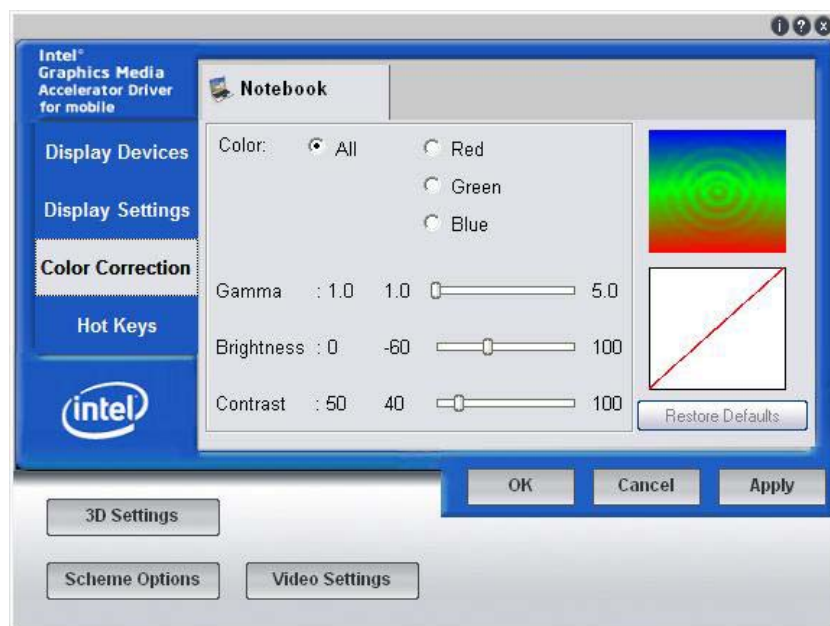 Intel®
Graphics Media
Accelerator Driver
for mobile
Notebook
Display Devices
Display Settings
Color Correction
Hot Keys
intel
Color: All Red
Green
Blue
Gamma : 1.0 1.0 5.0
Brightness : 0 -60 100
Contrast : 50 40 100
Restore Defaults
OK Cancel Apply
3D Settings
Scheme Options Video Settings